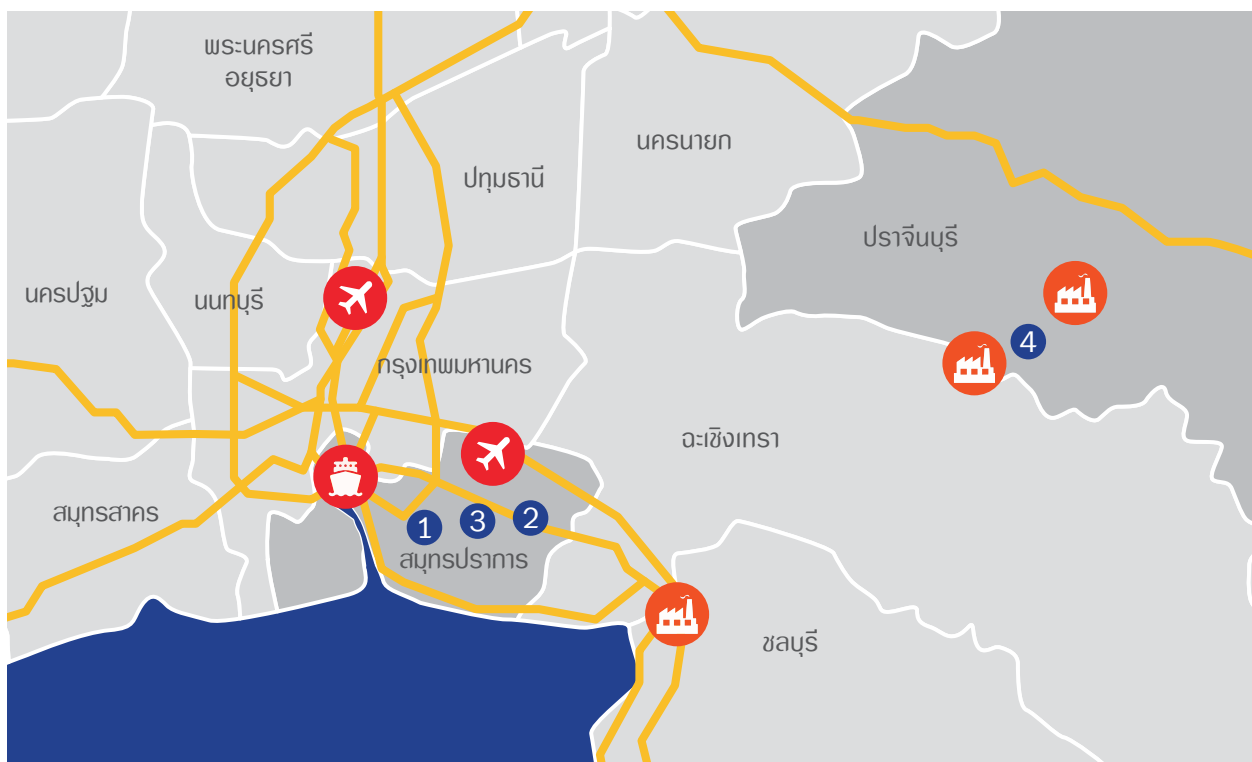 พระนครศรี
อยุธยา
นครนายก
ปทุมธานี
ปราจีนบุรี
นครปฐม
นนทบุรี
4
กรุงเทพมหานคร
ฉะเชิงเทรา
สมุทรสาคร
1
3
2
สมุทรปราการ
ชลบุรี